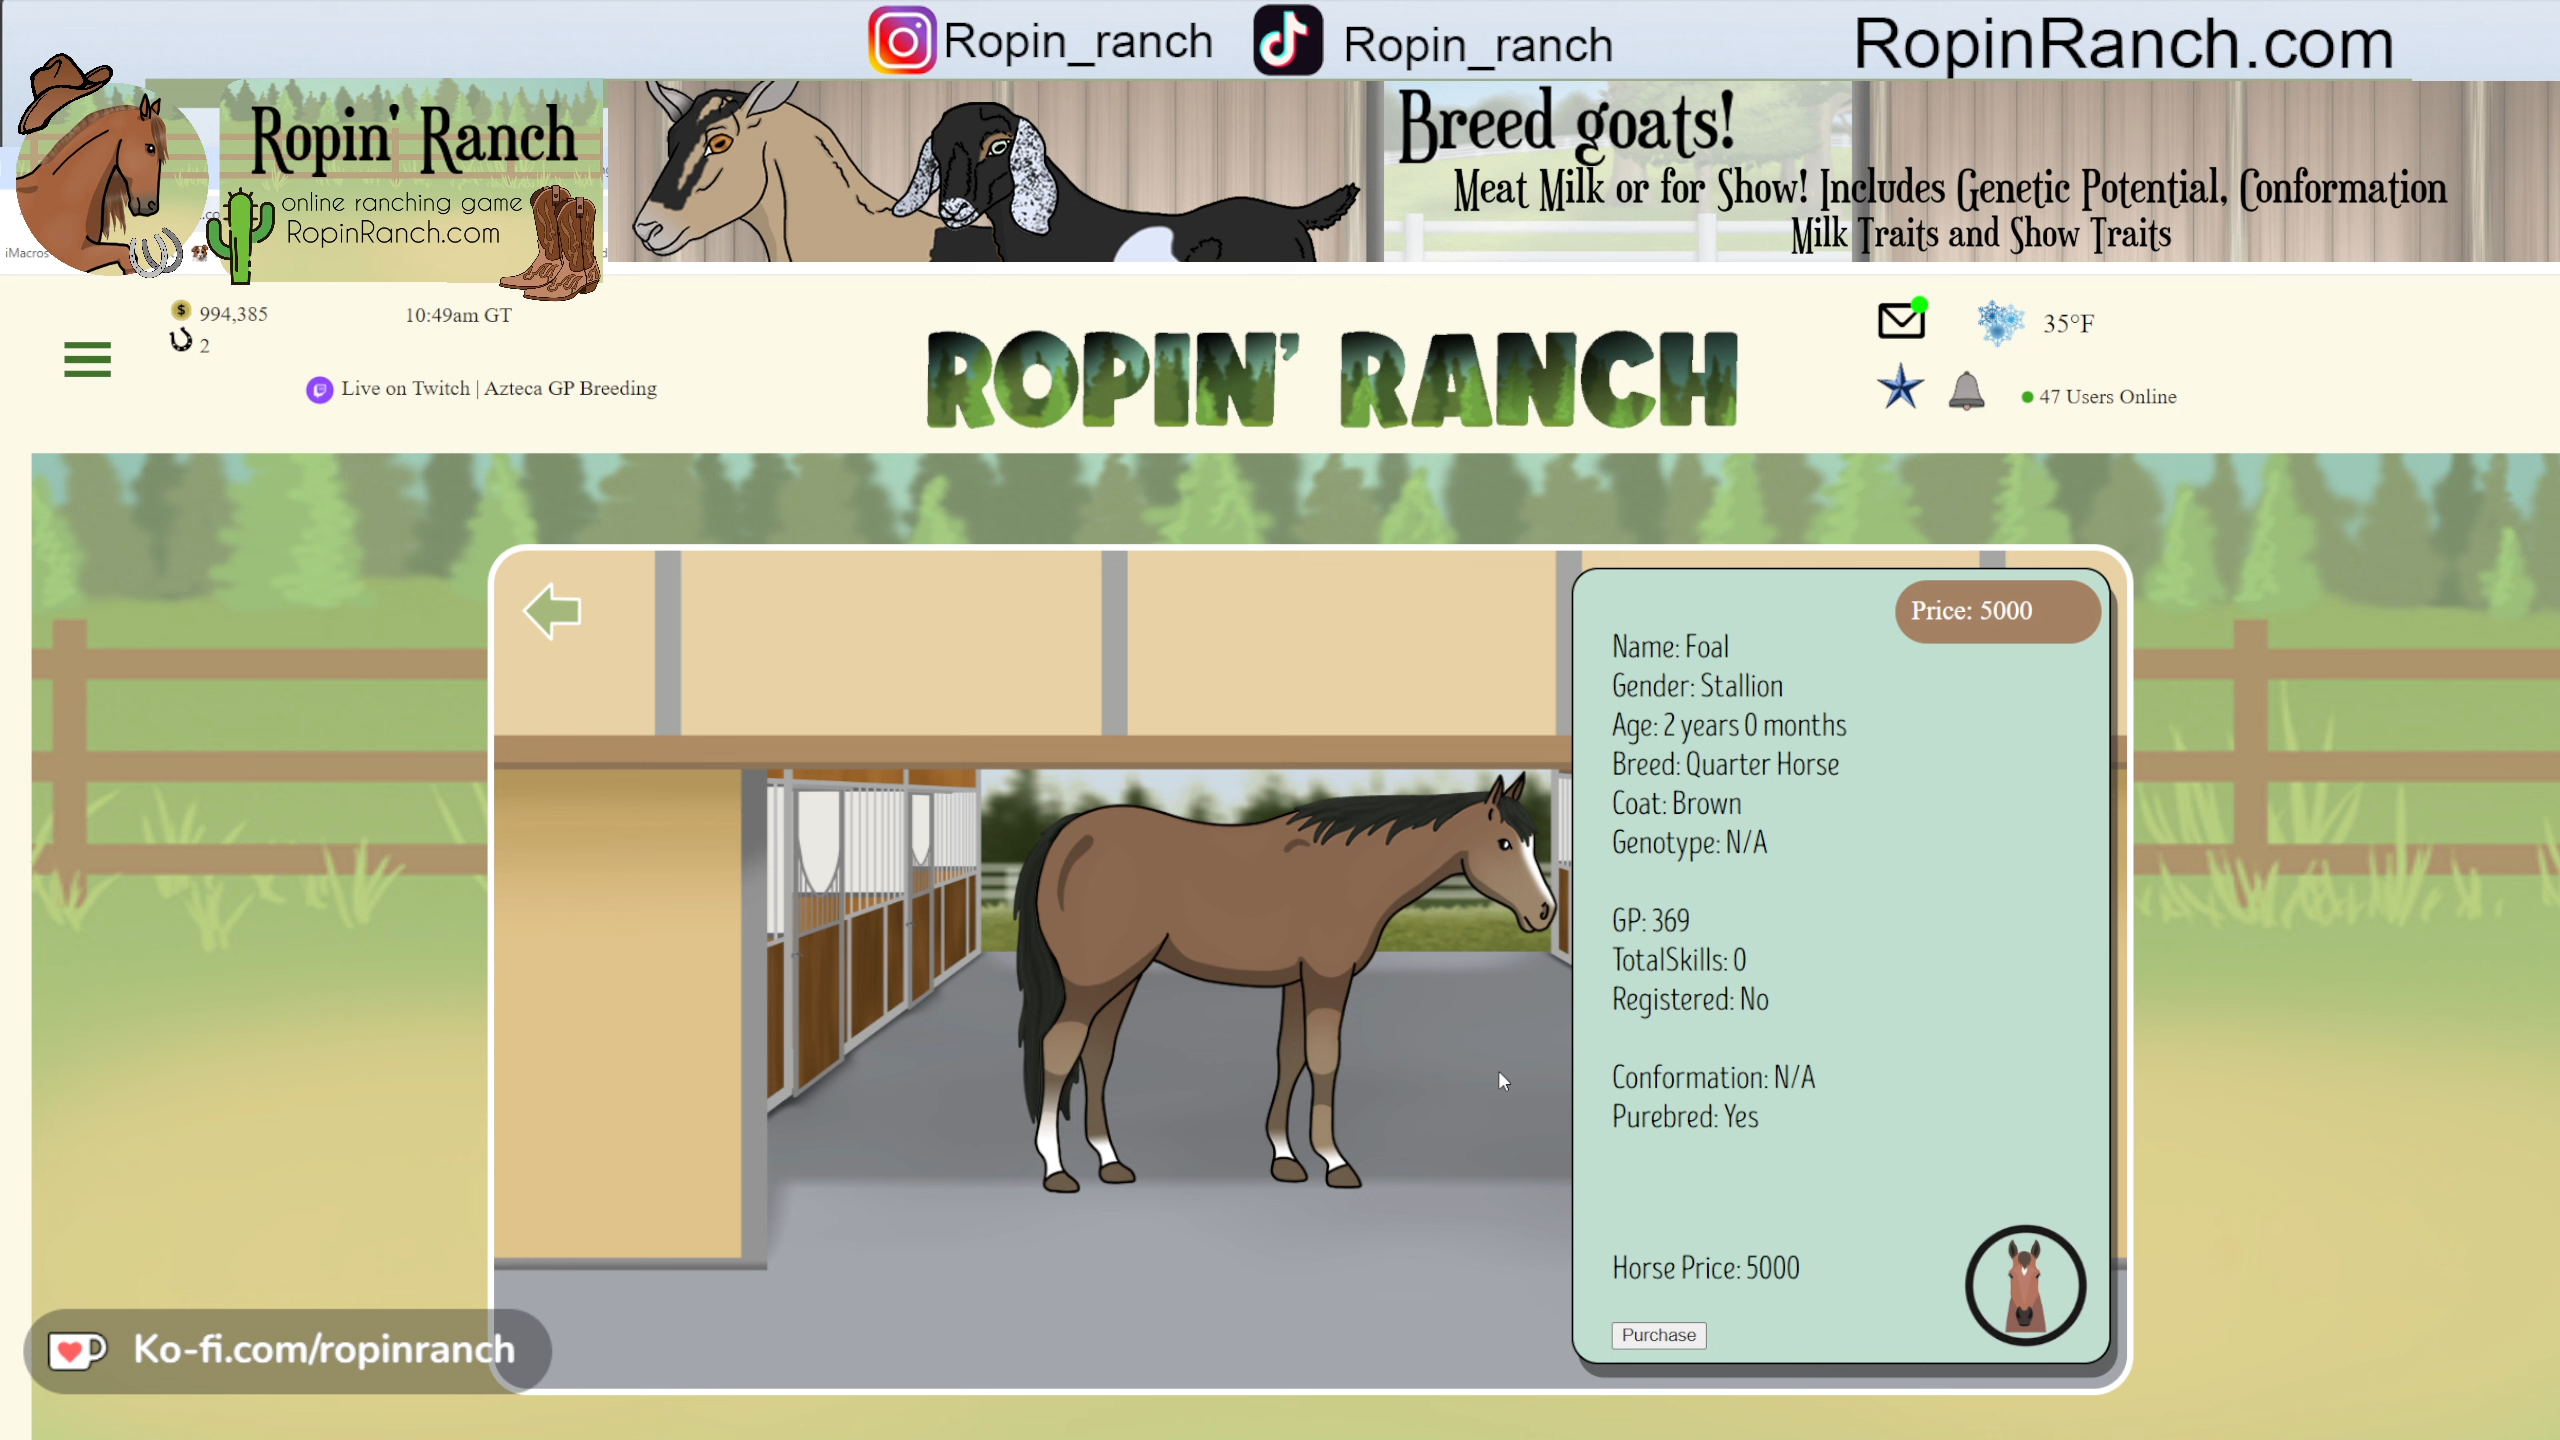 Ropin_ranch
Ropin_ranch
RopinRanch.com
Ropin' Ranch
online ranching game
RopinRanch.com
Breed goats!
Meat Milk or for Show! Includes Genetic Potential, Conformation
Milk Traits and Show Traits
iMacros
994,385
2
10:49am GT
Live on Twitch | Azteca GP Breeding
ROPIN' RANCH
35°F
47 Users Online
Price: 5000
Name: Foal
Gender: Stallion
Age: 2 years 0 months
Breed: Quarter Horse
Coat: Brown
Genotype: N/A
GP: 369
TotalSkills: 0
Registered: No
Conformation: N/A
Purebred: Yes
Horse Price: 5000
Purchase
Ko-fi.com/ropinranch